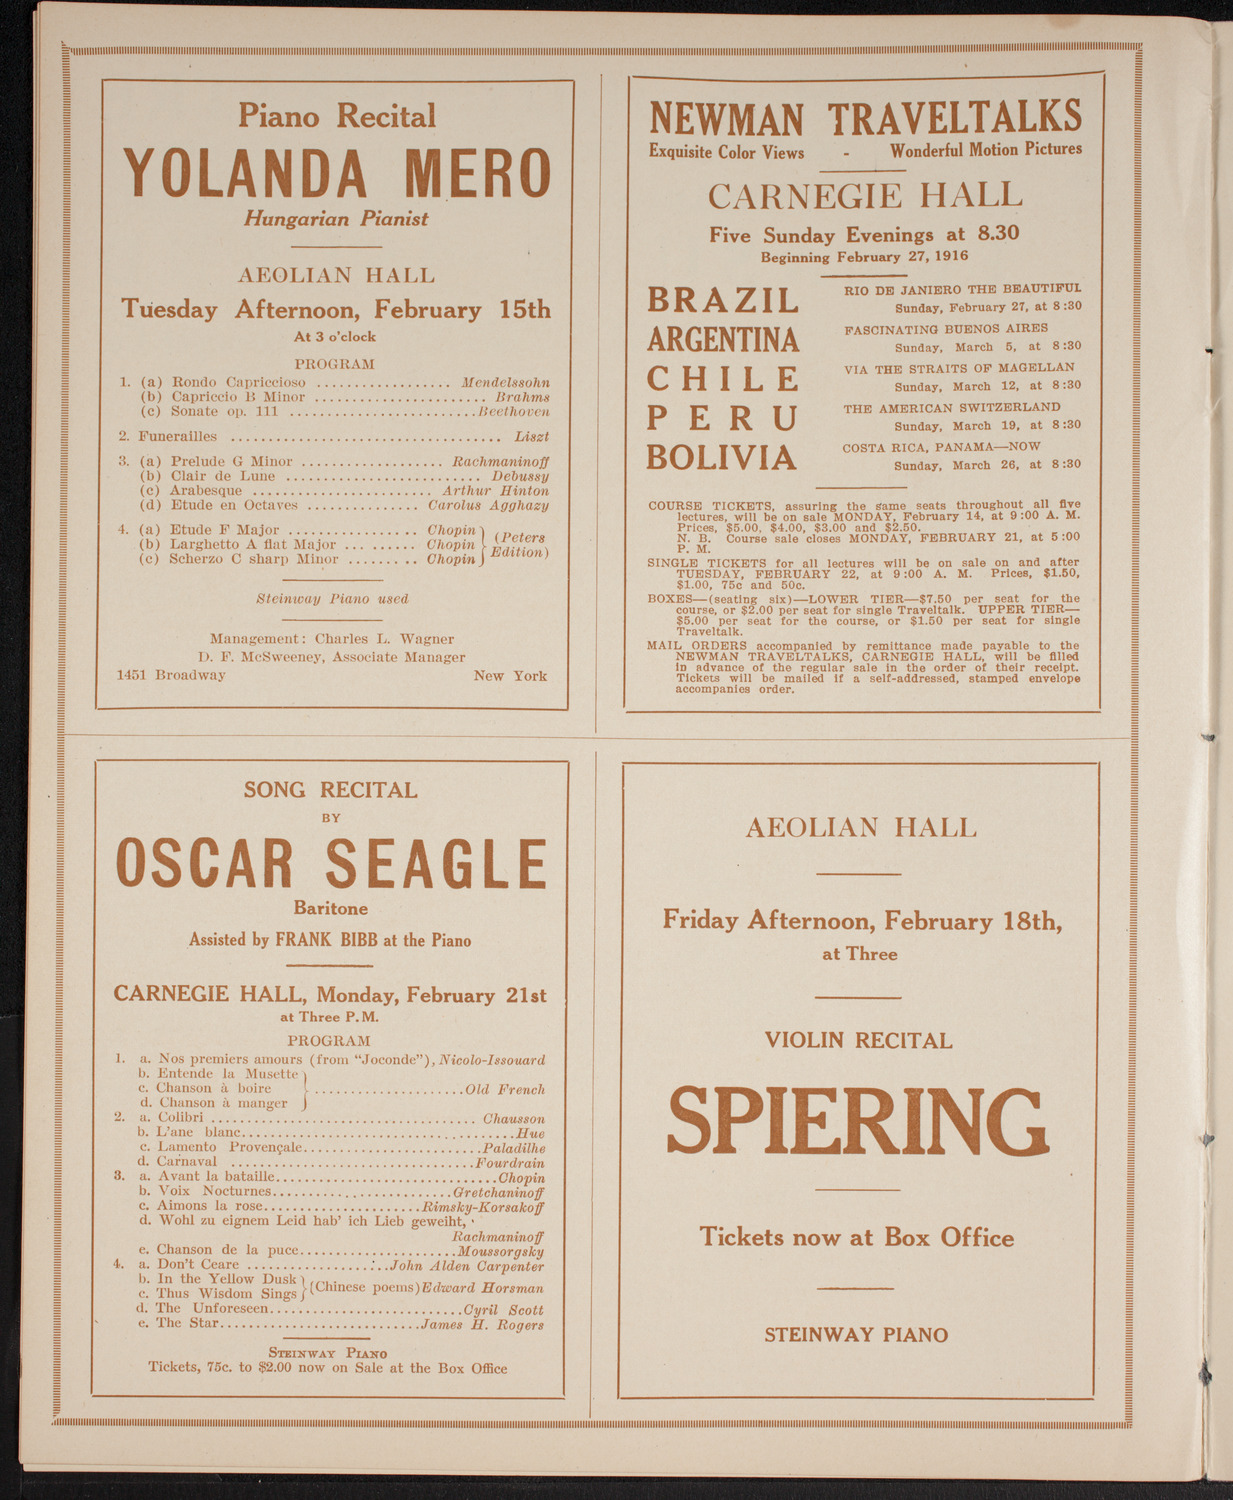 Piano Recital
YOLANDA MERO
Hungarian Pianist
AEOLIAN HALL
Tuesday Afternoon, February 15th
At 3 o'clock
PROGRAM
1. (a) Rondo Capriccioso .................. Mendelssohn
(b) Capriccio B Minor ....................... Brahms
(c) Sonate op. 111 .........................Beethoven
2. Funerailles .................................... Liszt
3. (a) Prelude G Minor ................... Rachmaninoff
(b) Clair de Lune .......................... Debussy
(c) Arabesque ........................ Arthur Hinton
(d) Etude en Octaves ............... Carolus Agghazy
4. (a) Etude F Major ................. Chopin
(b) Larghetto A flat Major ... ...... Chopin (Peters
(c) Scherzo C sharp Minor ......... Chopin Edition)
Steinway Piano used
Management: Charles L. Wagner
D. F. McSweeney, Associate Manager
1451 Broadway New York
NEWMAN TRAVELTALKS
Exquisite Color Views - Wonderful Motion Pictures
CARNEGIE HALL
Five Sunday Evenings at 8.30
Beginning February 27, 1916
BRAZIL RIO DE JANIERO THE BEAUTIFUL
Sunday, February 27, at 8:30
ARGENTINA FASCINATING BUENOS AIRES
Sunday, March 5, at 8:30
CHILE VIA THE STRAITS OF MAGELLAN
Sunday, March 12, at 8:30
PERU THE AMERICAN SWITZERLAND
Sunday, March 19, at 8:30
BOLIVIA COSTA RICA, PANAMA—NOW
Sunday, March 26, at 8:30
COURSE TICKETS, assuring the same seats throughout all five
lectures, will be on sale MONDAY, February 14, at 9:00 A. M.
Prices, $5.00, $4.00, $3.00 and $2.50.
N. B. Course sale closes MONDAY, FEBRUARY 21, at 5:00
P. M.
SINGLE TICKETS for all lectures will be on sale on and after
TUESDAY, FEBRUARY 22, at 9:00 A. M. Prices, $1.50,
$1.00, 75c and 50c.
BOXES—(seating six)—LOWER TIER—$7.50 per seat for the
course, or $2.00 per seat for single Traveltalk. UPPER TIER—
$5.00 per seat for the course, or $1.50 per seat for single
Traveltalk.
MAIL ORDERS accompanied by remittance made payable to the
NEWMAN TRAVELTALKS, CARNEGIE HALL, will be filled
in advance of the regular sale in the order of their receipt.
Tickets will be mailed if a self-addressed, stamped envelope
accompanies order.
SONG RECITAL
BY
OSCAR SEAGLE
Baritone
Assisted by FRANK BIBB at the Piano
CARNEGIE HALL, Monday, February 21st
at Three P.M.
PROGRAM
1. a. Nos premiers amours (from "Joconde"), Nicolo-Issouard
b. Entende la Musette
c. Chanson à boire ....................Old French
d. Chanson à manger
2. a. Colibri .................................... Chausson
b. L'ane blanc.....................................Hue
c. Lamento Provençale........................Paladilhe
d. Carnaval .................................Fourdrain
3. a. Avant la bataille..............................Chopin
b. Voix Nocturnes........................Gretchaninoff
c. Aimons la rose.....................Rimsky-Korsakoff
d. Wohl zu eignem Leid hab' ich Lieb geweiht,
Rachmaninoff
e. Chanson de la puce.....................Moussorgsky
4. a. Don't Ceare ...................John Alden Carpenter
b. In the Yellow Dusk
c. Thus Wisdom Sings (Chinese poems) Edward Horsman
d. The Unforeseen..........................Cyril Scott
e. The Star...........................James H. Rogers
STEINWAY PIANO
Tickets, 75c. to $2.00 now on Sale at the Box Office
AEOLIAN HALL
Friday Afternoon, February 18th,
at Three
VIOLIN RECITAL
SPIERING
Tickets now at Box Office
STEINWAY PIANO